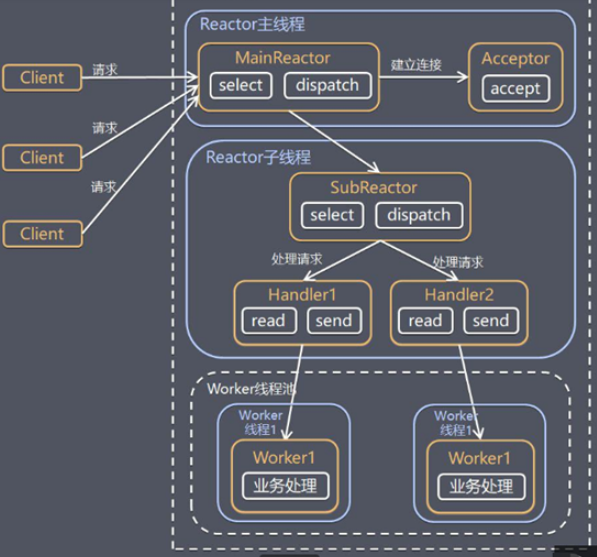 Reactor主线程
MainReactor
select
dispatch
建立连接
Acceptor
accept
Client
请求
Client
请求
Client
请求
Reactor子线程
SubReactor
select
dispatch
处理请求
处理请求
Handler1
read
send
Handler2
read
send
Worker线程池
Worker
线程1
Worker1
业务处理
Worker
线程1
Worker1
业务处理